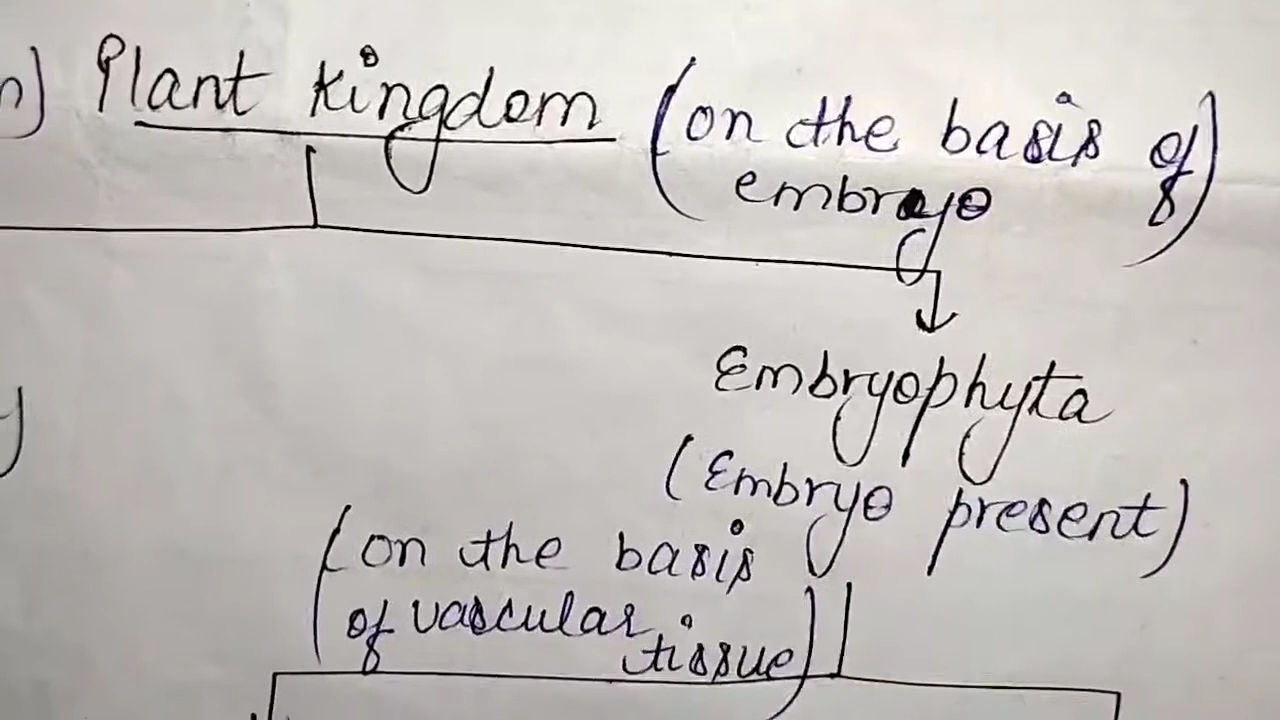 n) Plant kingdom (on the basis of
embryo)
Embryophyta
(Embryo present)
(on the basis
of vascular
tissue)